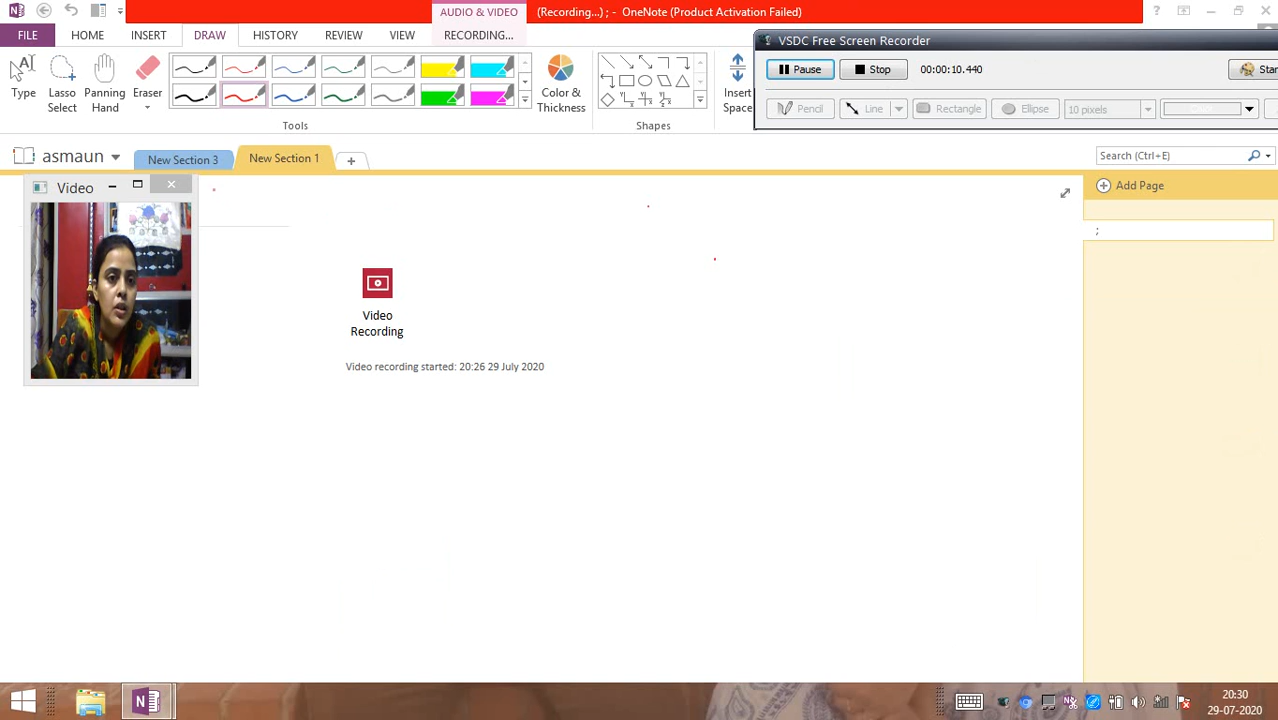 AUDIO & VIDEO
(Recording...) ; - OneNote (Product Activation Failed)
FILE
HOME
INSERT
DRAW
HISTORY
REVIEW
VIEW
RECORDING...
VSDC Free Screen Recorder
Pause
Stop
00:00:10.440
Star
Pencil
Line
Rectangle
Ellipse
10 pixels
Type
Lasso
Select
Panning
Hand
Eraser
Color &
Thickness
Insert
Space
Tools
Shapes
asmaun
New Section 3
New Section 1
Search (Ctrl+E)
Video
Add Page
;
Video
Recording
Video recording started: 20:26 29 July 2020
20:30
29-07-2020